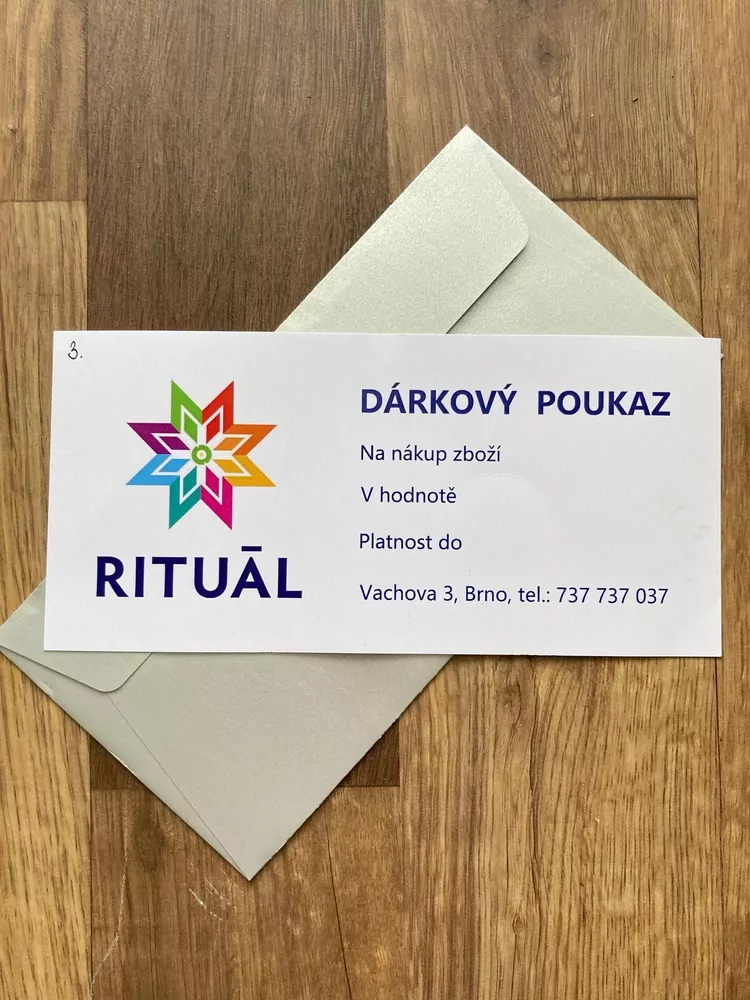 3.
DÁRKOVÝ POUKAZ
Na nákup zboží
V hodnotě
Platnost do
Vachova 3, Brno, tel.: 737 737 037
RITUĀL